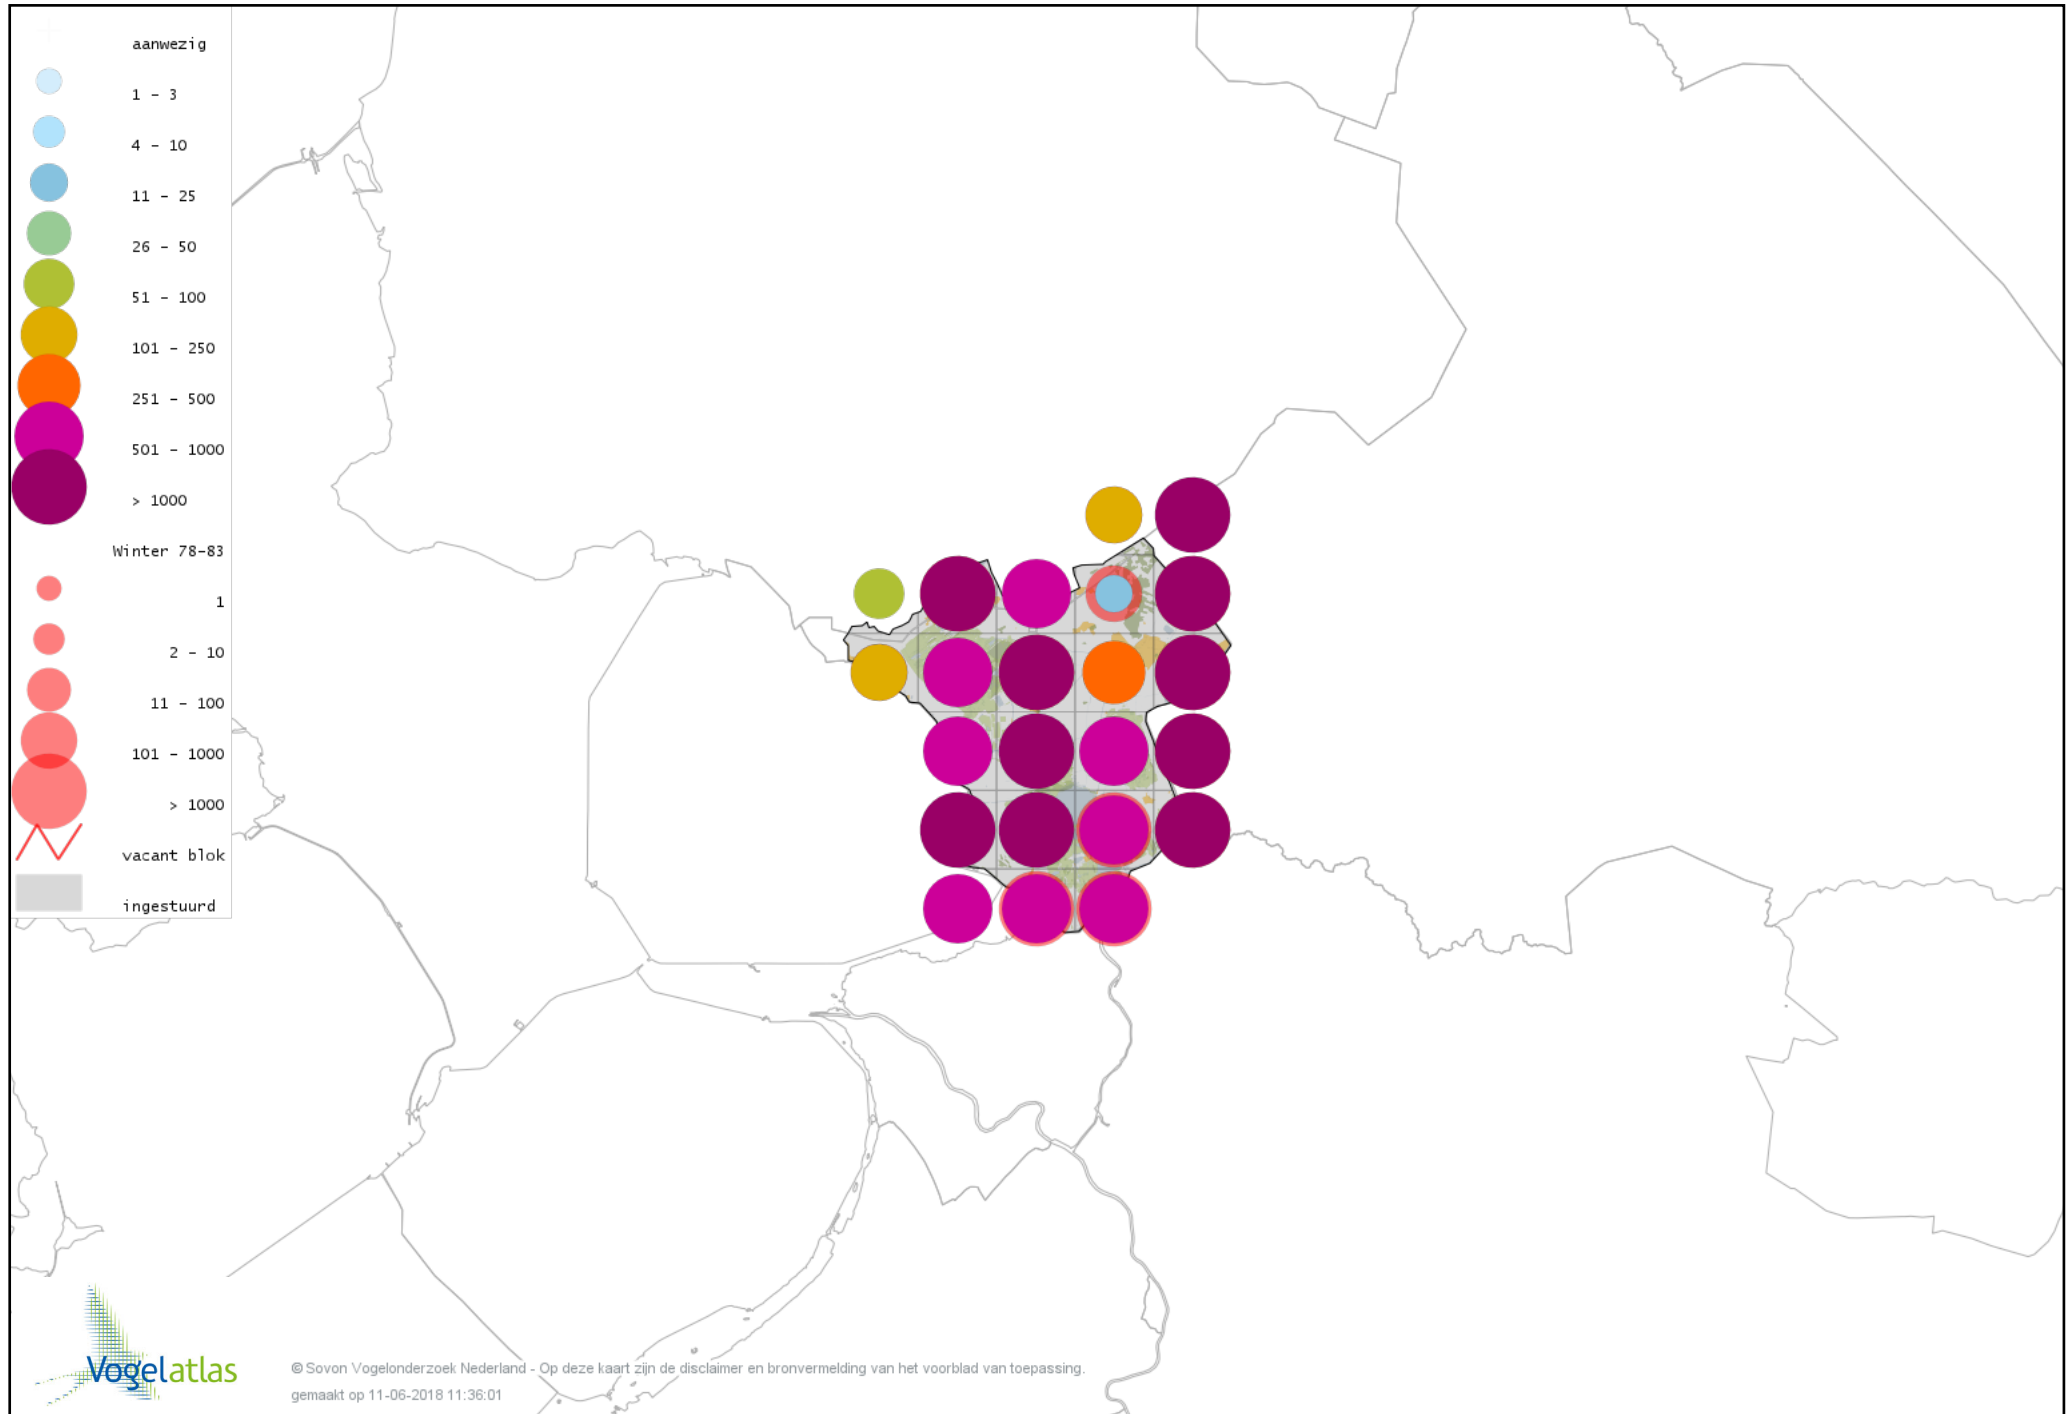 aanwezig
1 - 3
4 - 10
11 - 25
26 - 50
51 - 100
101 - 250
251 - 500
501 - 1000
> 1000
Winter 78-83
1
2 - 10
11 - 100
101 - 1000
> 1000
vacant blok
ingestuurd
Vogelatlas
© Sovon Vogelonderzoek Nederland - Op deze kaart zijn de disclaimer en bronvermelding van het voorblad van toepassing.
gemaakt op 11-06-2018 11:36:01